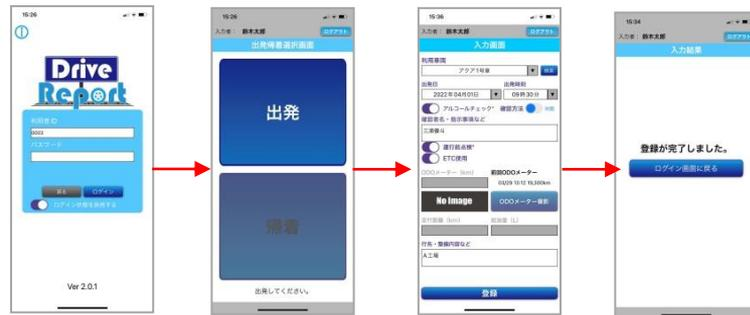 15:26
Drive
Report
利用者ID
0003
パスワード
戻る
ログイン
ログイン状態を保持する
Ver 2.0.1
15:26
入力者： 鈴木太郎
ログアウト
出発帰着選択画面
出発
帰着
出発してください。
15:36
入力者： 鈴木太郎
ログアウト
入力画面
利用車両
アクア1号車
検索
出発日
出発時刻
2022年04月01日
09時30分
アルコールチェック*
確認方法
確認者名・指示事項など
三浦優斗
運行前点検*
ETC使用
ODOメーター (km)
前回ODOメーター
03/29 13:12 19,300km
No Image
ODOメーター撮影
走行距離 (km)
給油量 (L)
行先・整備内容など
A工場
登録
15:34
入力者： 鈴木太郎
ログアウト
入力結果
登録が完了しました。
ログイン画面に戻る